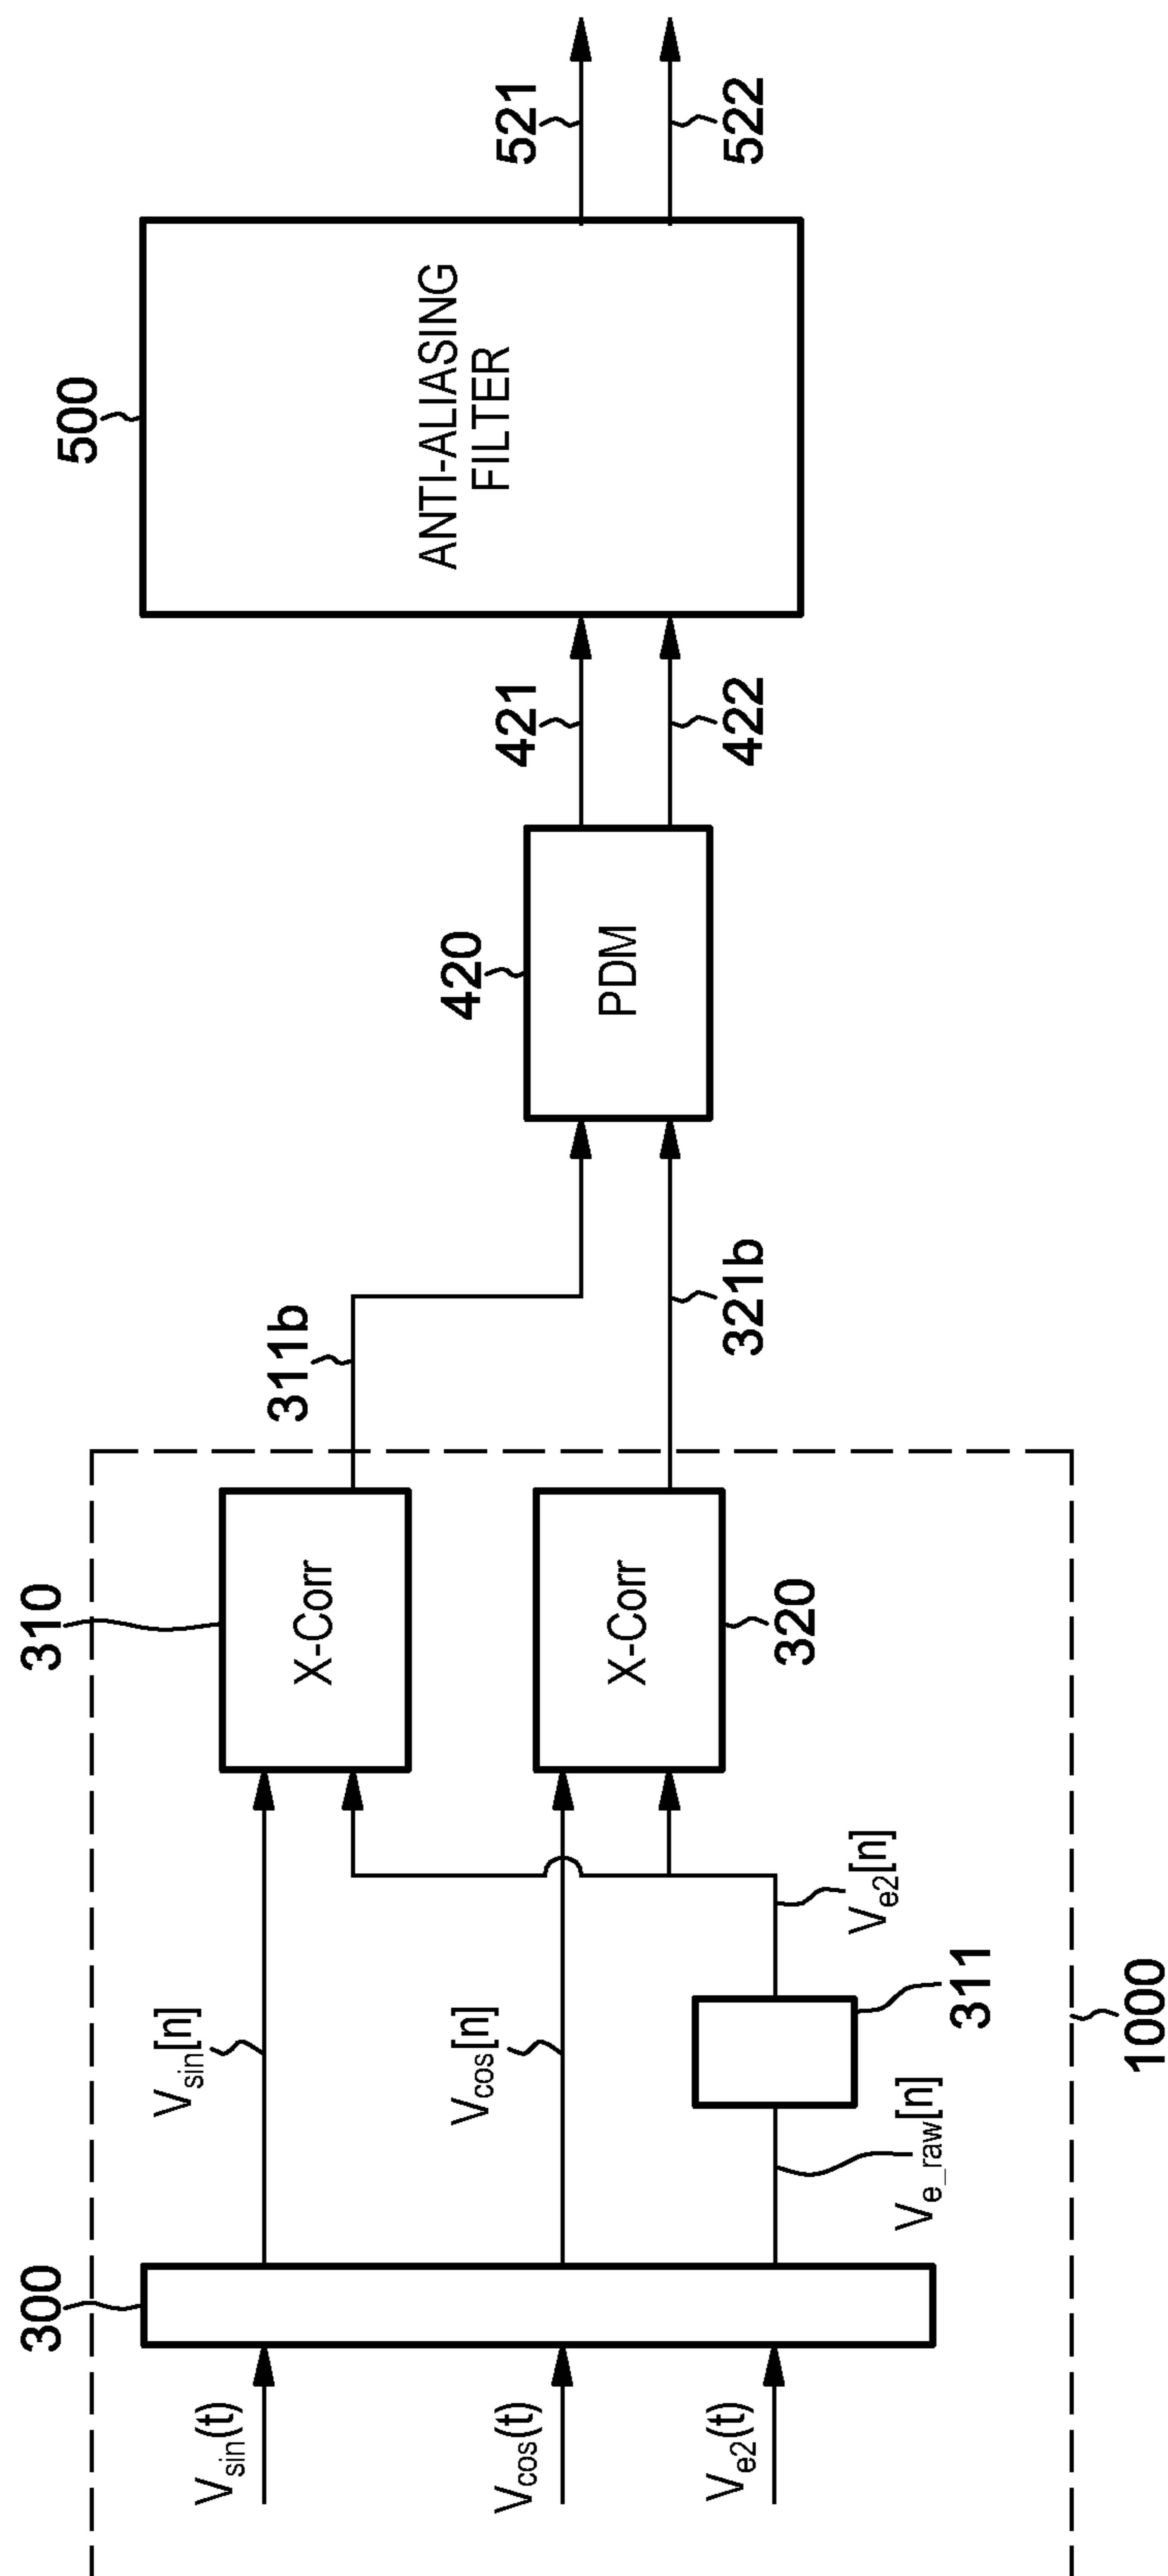 300
V_sin(t)
V_cos(t)
V_e2(t)
V_sin[n]
V_cos[n]
V_e_raw[n]
311
V_e2[n]
1000
310
X-Corr
X-Corr
320
311b
321b
420
PDM
421
422
500
ANTI-ALIASING
FILTER
521
522